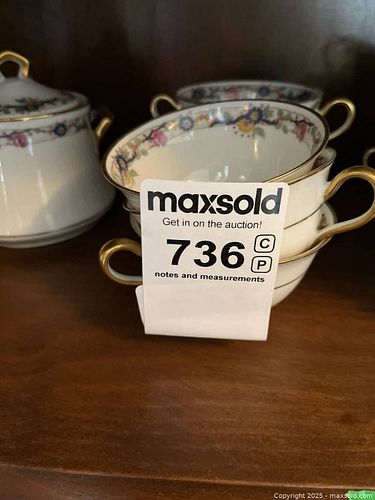 maxsold
Get in on the auction!
736 C
P
notes and measurements
Copyright 2025 - maxsold.com